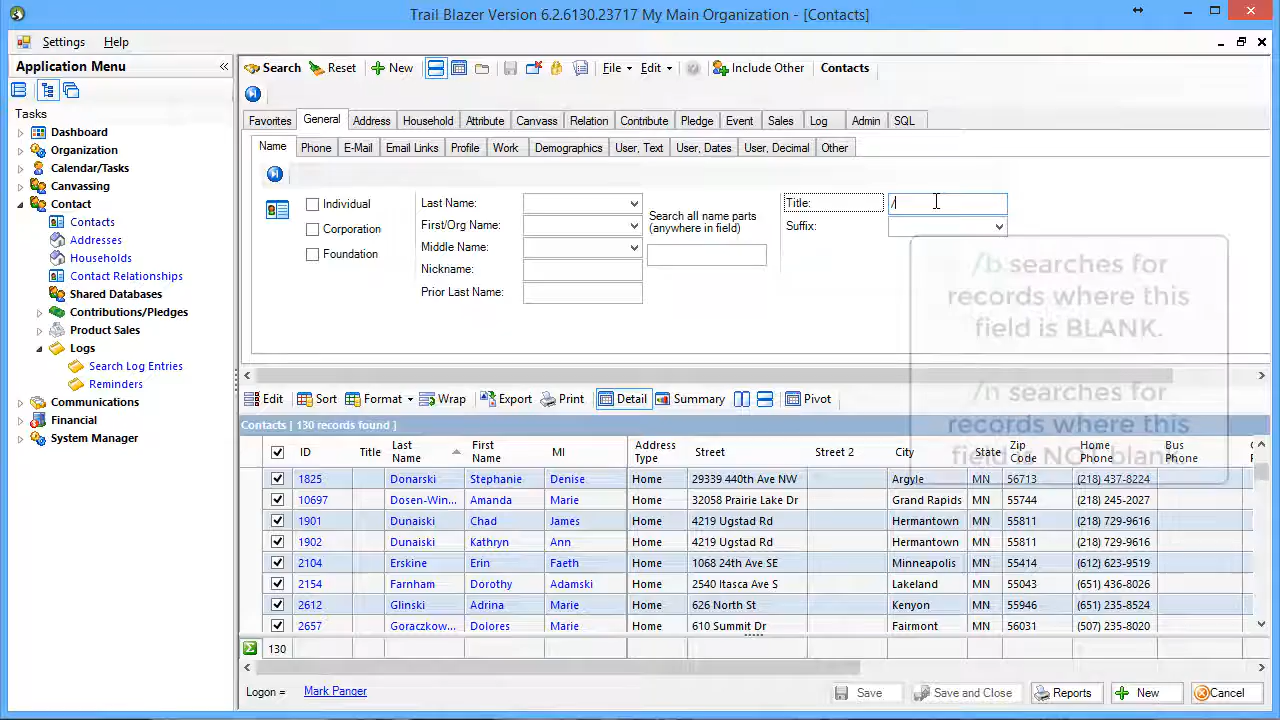 Trail Blazer Version 6.2.6130.23717 My Main Organization - [Contacts]
Settings Help
Application Menu
Search Reset New File Edit Include Other Contacts
Tasks
Favorites General Address Household Attribute Canvass Relation Contribute Pledge Event Sales Log Admin SQL
Dashboard
Organization
Calendar/Tasks
Canvassing
Contact
Contacts
Addresses
Households
Contact Relationships
Shared Databases
Contributions/Pledges
Product Sales
Logs
Search Log Entries
Reminders
Communications
Financial
System Manager
Name Phone E-Mail Email Links Profile Work Demographics User, Text User, Dates User, Decimal Other
Individual
Corporation
Foundation
Last Name:
First/Org Name:
Middle Name:
Nickname:
Prior Last Name:
Search all name parts
(anywhere in field)
Title: /
Suffix:
/b searches for
records where this
field is BLANK.
/n searches for
records where this
field is NOT blank.
Edit Sort Format Wrap Export Print Detail Summary Pivot
Contacts [ 130 records found ]
ID Title Last Name First Name MI Address Type Street Street 2 City State Zip Code Home Phone Bus Phone
1825 Donarski Stephanie Denise Home 29339 440th Ave NW Argyle MN 56713 (218) 437-8224
10697 Dosen-Win... Amanda Marie Home 32058 Prairie Lake Dr Grand Rapids MN 55744 (218) 245-2027
1901 Dunaiski Chad James Home 4219 Ugstad Rd Hermantown MN 55811 (218) 729-9616
1902 Dunaiski Kathryn Ann Home 4219 Ugstad Rd Hermantown MN 55811 (218) 729-9616
2104 Erskine Erin Faeth Home 1068 24th Ave SE Minneapolis MN 55414 (612) 623-9519
2154 Farnham Dorothy Adamski Home 2540 Itasca Ave S Lakeland MN 55043 (651) 436-8026
2612 Glinski Adrina Marie Home 626 North St Kenyon MN 55946 (651) 235-8524
2657 Goraczkow... Dolores Marie Home 610 Summit Dr Fairmont MN 56031 (507) 235-8020
130
Logon = Mark Panger Save Save and Close Reports New Cancel